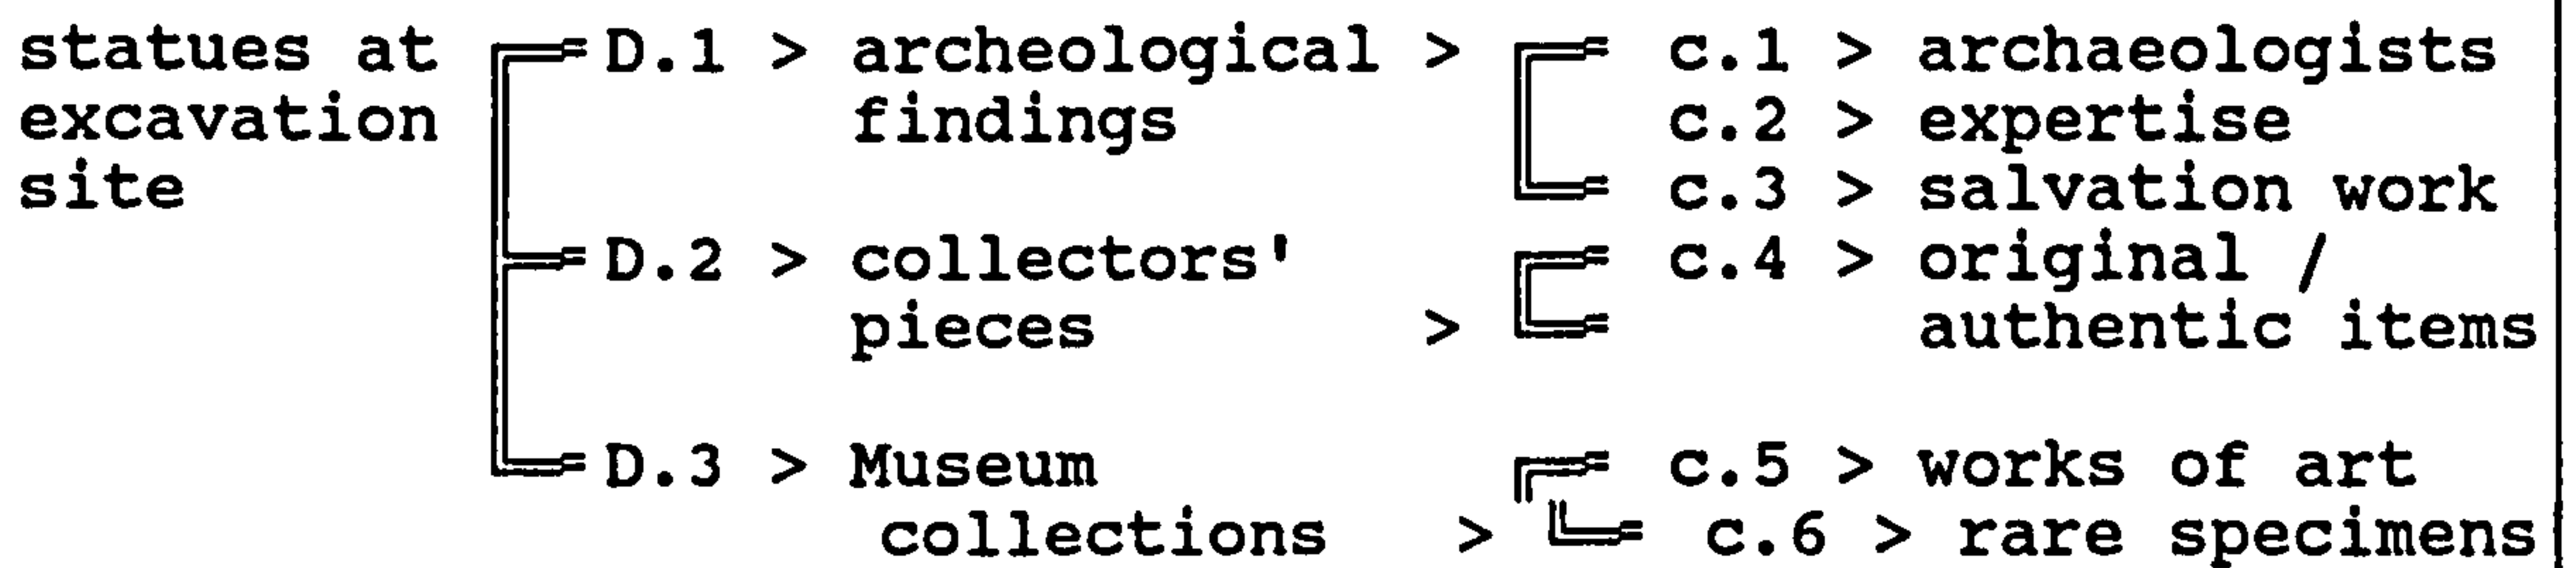 statues at D.1 > archeological > c.1 > archaeologists
excavation findings c.2 > expertise
site c.3 > salvation work
D.2 > collectors' c.4 > original /
pieces > authentic items
D.3 > Museum c.5 > works of art
collections > c.6 > rare specimens